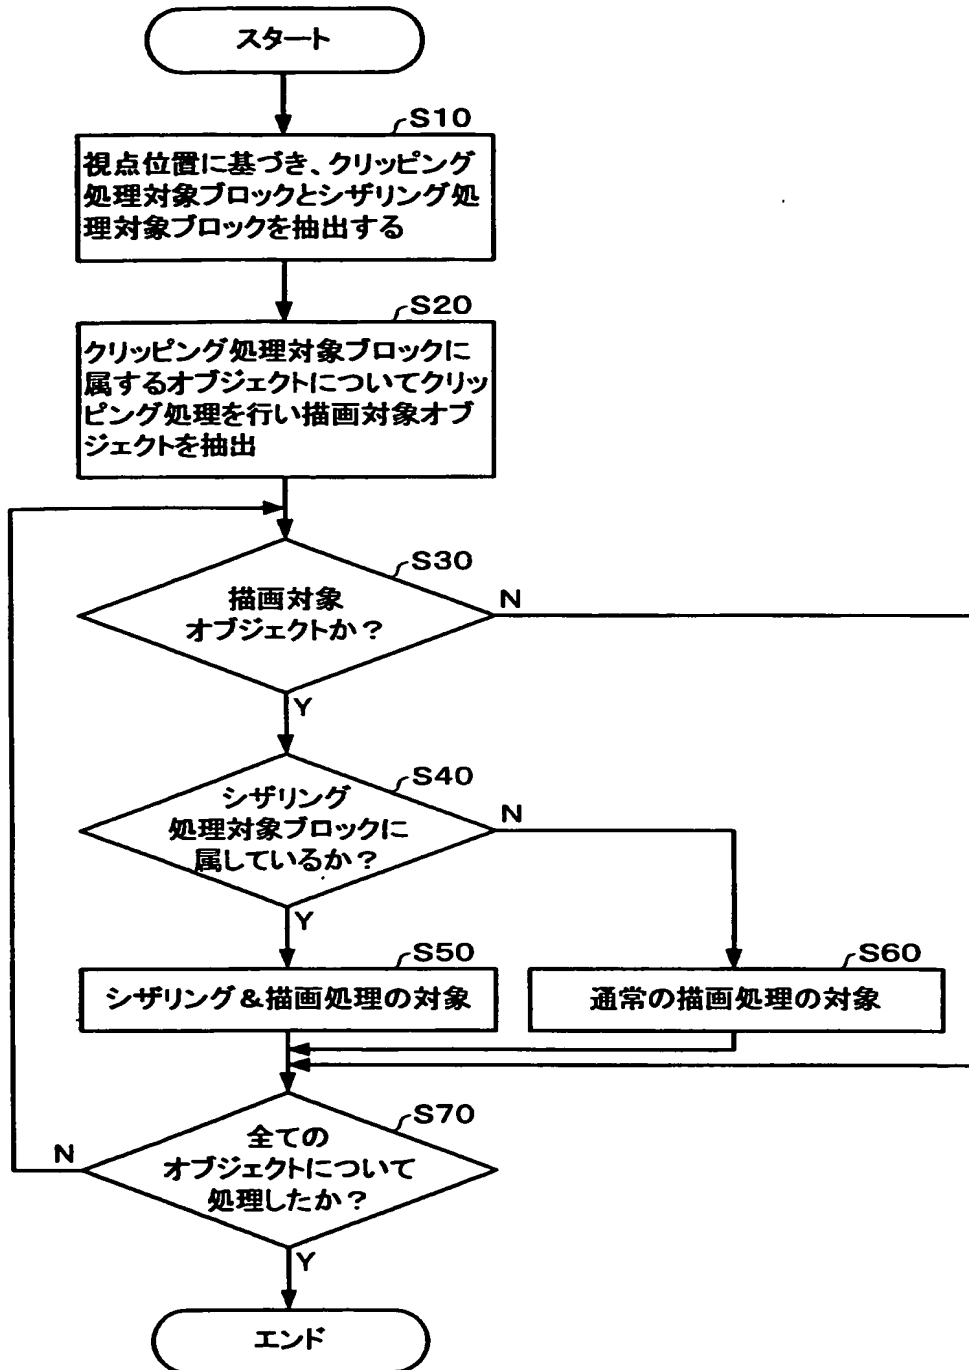 スタート
S10
視点位置に基づき、クリッピング
処理対象ブロックとシザリング処
理対象ブロックを抽出する
S20
クリッピング処理対象ブロックに
属するオブジェクトについてクリッ
ピング処理を行い描画対象オブ
ジェクトを抽出
S30
描画対象
オブジェクトか？
N
Y
S40
シザリング
処理対象ブロックに
属しているか？
N
Y
S50
シザリング＆描画処理の対象
S60
通常の描画処理の対象
S70
全ての
オブジェクトについて
処理したか？
N
Y
エンド